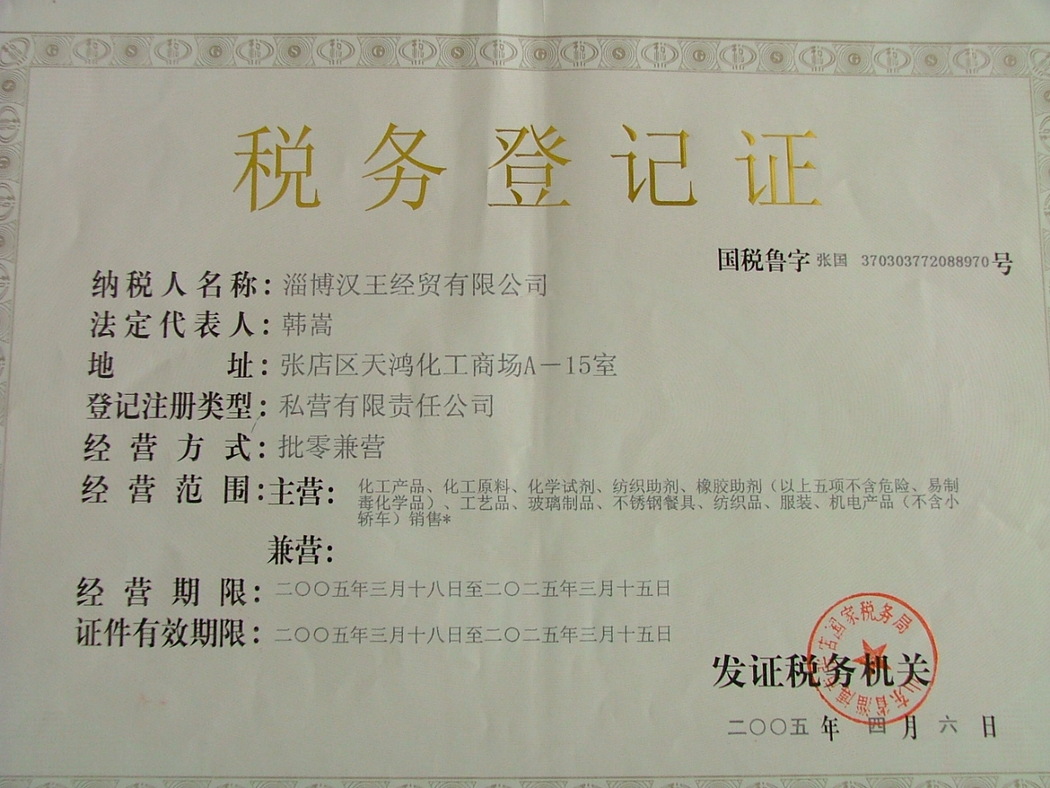 税务登记证
国税鲁字 张国 370303772088970号
纳税人名称：淄博汉王经贸有限公司
法定代表人：韩嵩
地 址：张店区天鸿化工商场A－15室
登记注册类型：私营有限责任公司
经营方式：批零兼营
经营范围：主营：化工产品、化工原料、化学试剂、纺织助剂、橡胶助剂（以上五项不含危险、易制
毒化学品）、工艺品、玻璃制品、不锈钢餐具、纺织品、服装、机电产品（不含小
轿车）销售*
兼营：
经营期限：二〇〇五年三月十八日至二〇二五年三月十五日
证件有效期限：二〇〇五年三月十八日至二〇二五年三月十五日
发证税务机关
二〇〇五 年 四 月 六 日